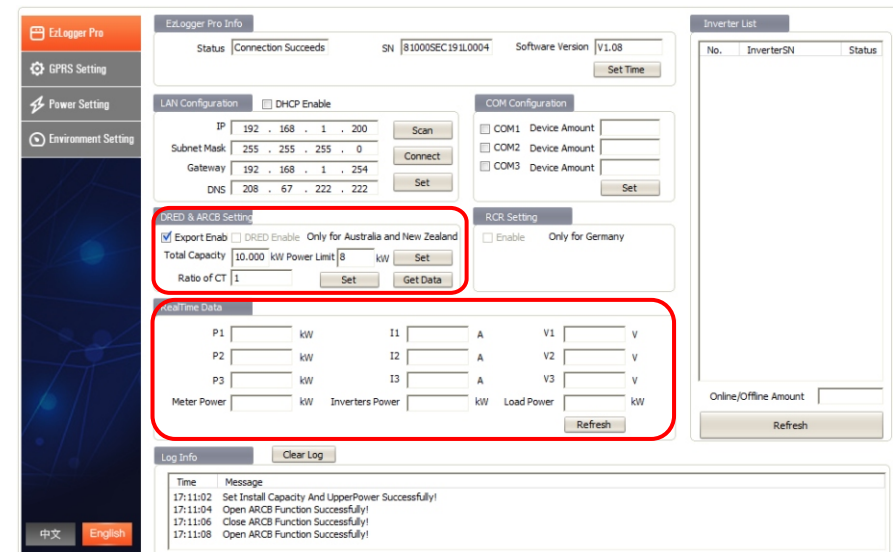 EzLogger Pro
GPRS Setting
Power Setting
Environment Setting
中文 English
EzLogger Pro Info
Status Connection Succeeds SN 81000SEC191L0004 Software Version V1.08
Set Time
LAN Configuration DHCP Enable
IP 192 . 168 . 1 . 200 Scan
Subnet Mask 255 . 255 . 255 . 0 Connect
Gateway 192 . 168 . 1 . 254
DNS 208 . 67 . 222 . 222 Set
COM Configuration
COM1 Device Amount
COM2 Device Amount
COM3 Device Amount
Set
DRED & ARCB Setting
Export Enab DRED Enable Only for Australia and New Zealand
Total Capacity 10.000 kW Power Limit 8 kW Set
Ratio of CT 1 Set Get Data
RCR Setting
Enable Only for Germany
RealTime Data
P1 kW I1 A V1 V
P2 kW I2 A V2 V
P3 kW I3 A V3 V
Meter Power kW Inverters Power kW Load Power kW
Refresh
Log Info Clear Log
Time Message
17:11:02 Set Install Capacity And UpperPower Successfully!
17:11:04 Open ARCB Function Successfully!
17:11:06 Close ARCB Function Successfully!
17:11:08 Open ARCB Function Successfully!
Inverter List
No. InverterSN Status
Online/Offline Amount
Refresh